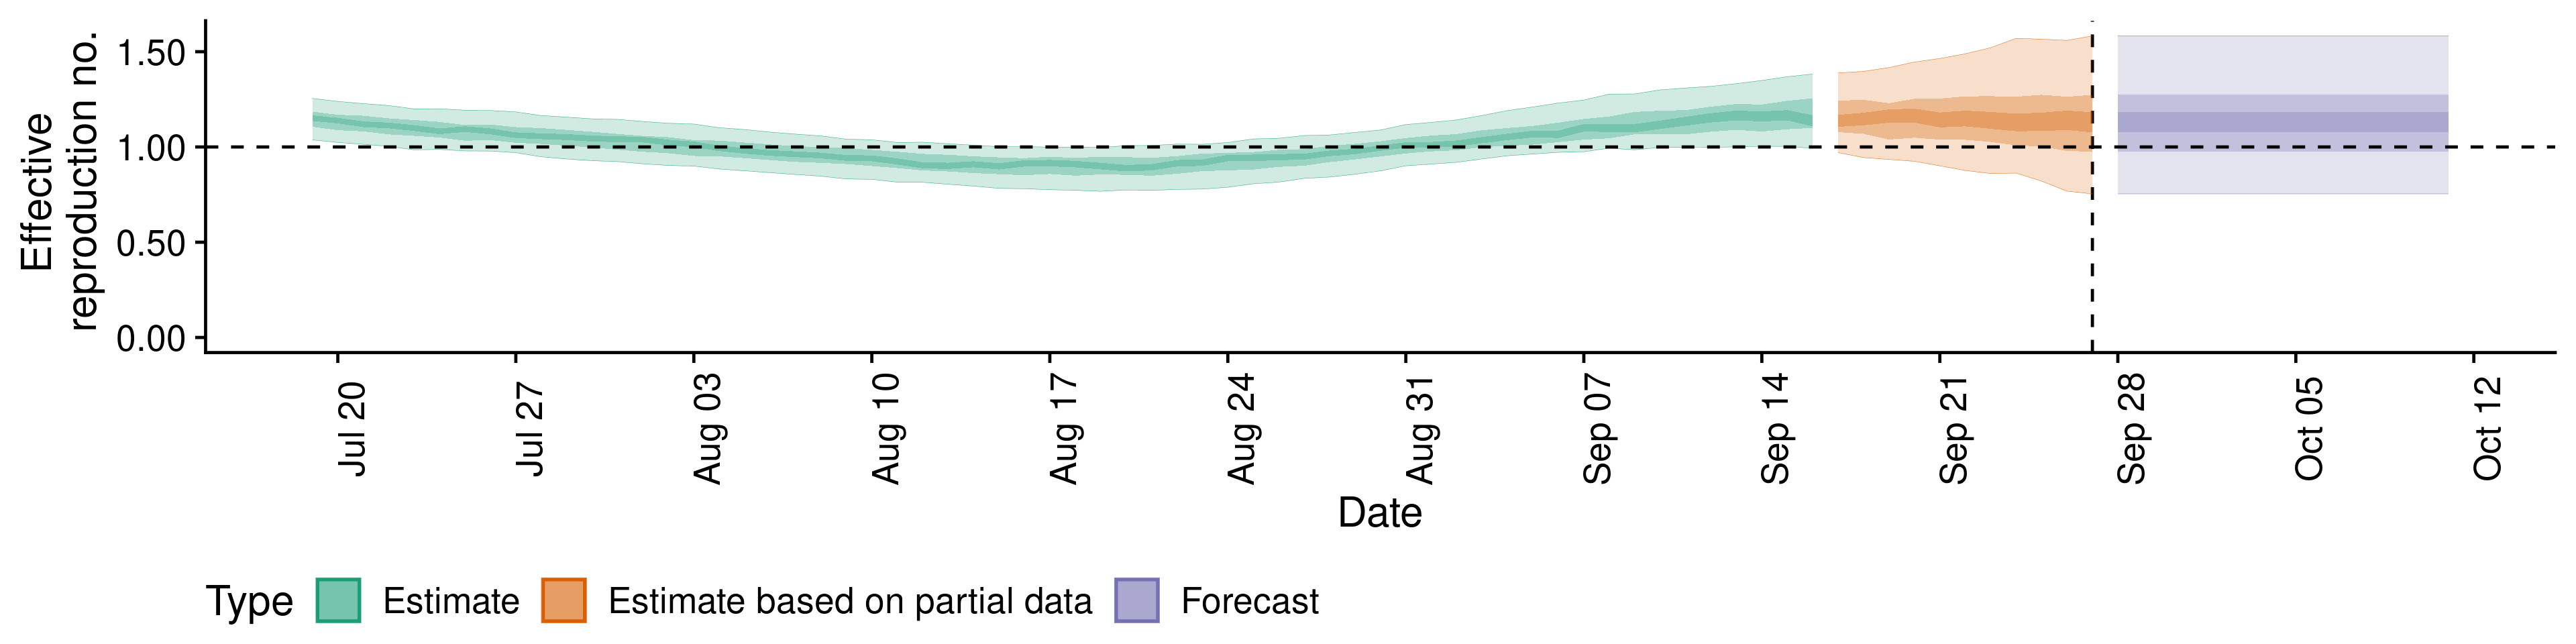 Effective
reproduction no.
1.50
1.00
0.50
0.00
Jul 20
Jul 27
Aug 03
Aug 10
Aug 17
Aug 24
Aug 31
Sep 07
Sep 14
Sep 21
Sep 28
Oct 05
Oct 12
Date
Type Estimate Estimate based on partial data Forecast